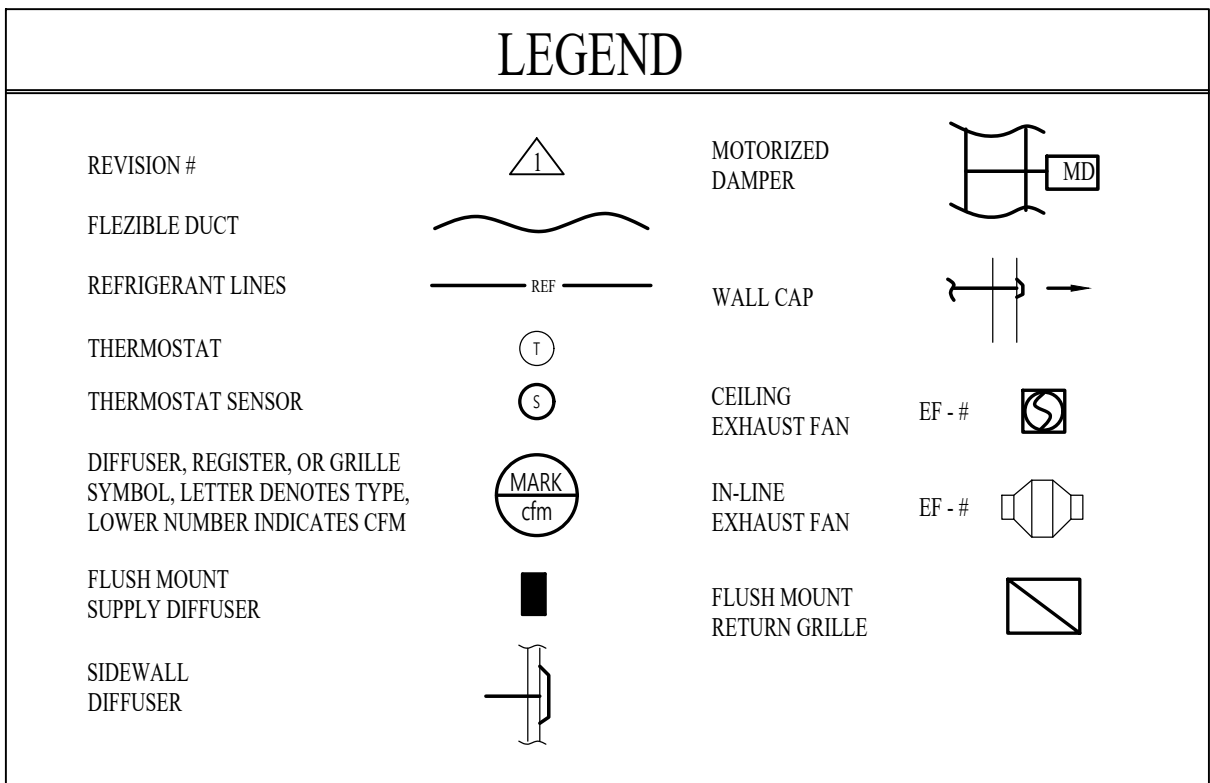 LEGEND
REVISION #
1
FLEZIBLE DUCT
REFRIGERANT LINES
REF
THERMOSTAT
T
THERMOSTAT SENSOR
S
DIFFUSER, REGISTER, OR GRILLE
SYMBOL, LETTER DENOTES TYPE,
LOWER NUMBER INDICATES CFM
MARK
cfm
FLUSH MOUNT
SUPPLY DIFFUSER
SIDEWALL
DIFFUSER
MOTORIZED
DAMPER
MD
WALL CAP
CEILING
EXHAUST FAN
EF - #
IN-LINE
EXHAUST FAN
EF - #
FLUSH MOUNT
RETURN GRILLE